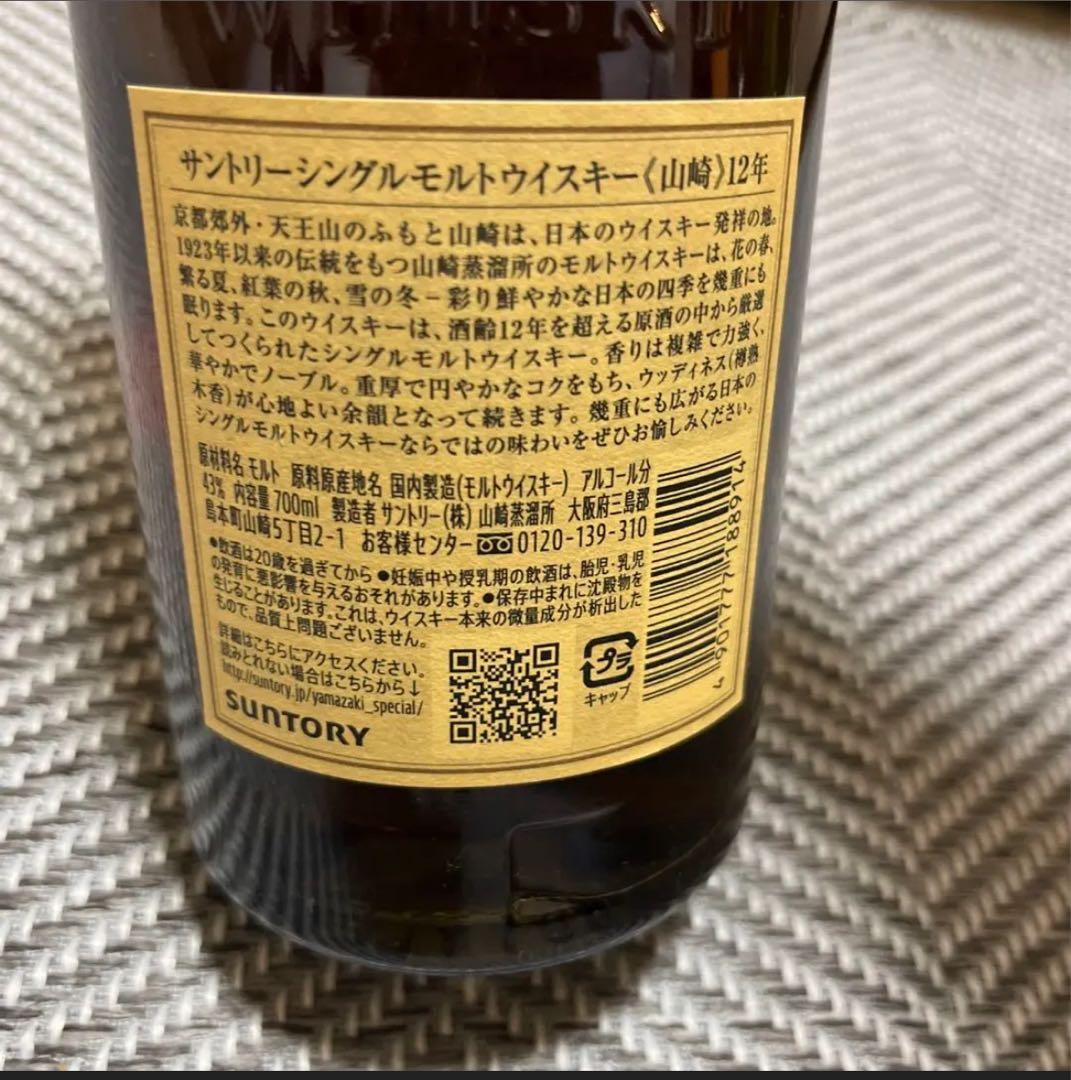 WHISKY
サントリーシングルモルトウイスキー《山崎》12年
京都郊外・天王山のふもと山崎は、日本のウイスキー発祥の地。
1923年以来の伝統をもつ山崎蒸溜所のモルトウイスキーは、花の春、
繁る夏、紅葉の秋、雪の冬－彩り鮮やかな日本の四季を幾重にも
眠ります。このウイスキーは、酒齢12年を超える原酒の中から厳選
してつくられたシングルモルトウイスキー。香りは複雑で力強く、
華やかでノーブル。重厚で円やかなコクをもち、ウッディネス(樽熟
木香)が心地よい余韻となって続きます。幾重にも広がる日本の
シングルモルトウイスキーならではの味わいをぜひお愉しみください。
原材料名 モルト 原料原産地名 国内製造(モルトウイスキー) アルコール分
43% 内容量 700ml 製造者 サントリー(株) 山崎蒸溜所 大阪府三島郡
島本町山崎5丁目2-1 お客様センター 0120-139-310
●飲酒は20歳を過ぎてから ●妊娠中や授乳期の飲酒は、胎児・乳児
の発育に悪影響を与えるおそれがあります。●保存中まれに沈殿物を
生じることがあります。これは、ウイスキー本来の微量成分が析出した
もので、品質上問題ございません。
詳細はこちらにアクセスください。
読みとれない場合はこちらから↓
http://suntory.jp/yamazaki_special/
SUNTORY
プラ
キャップ
4 901777 188914